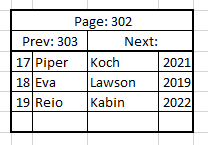 Page: 302
Prev: 303 Next:
17 Piper Koch 2021
18 Eva Lawson 2019
19 Reio Kabin 2022